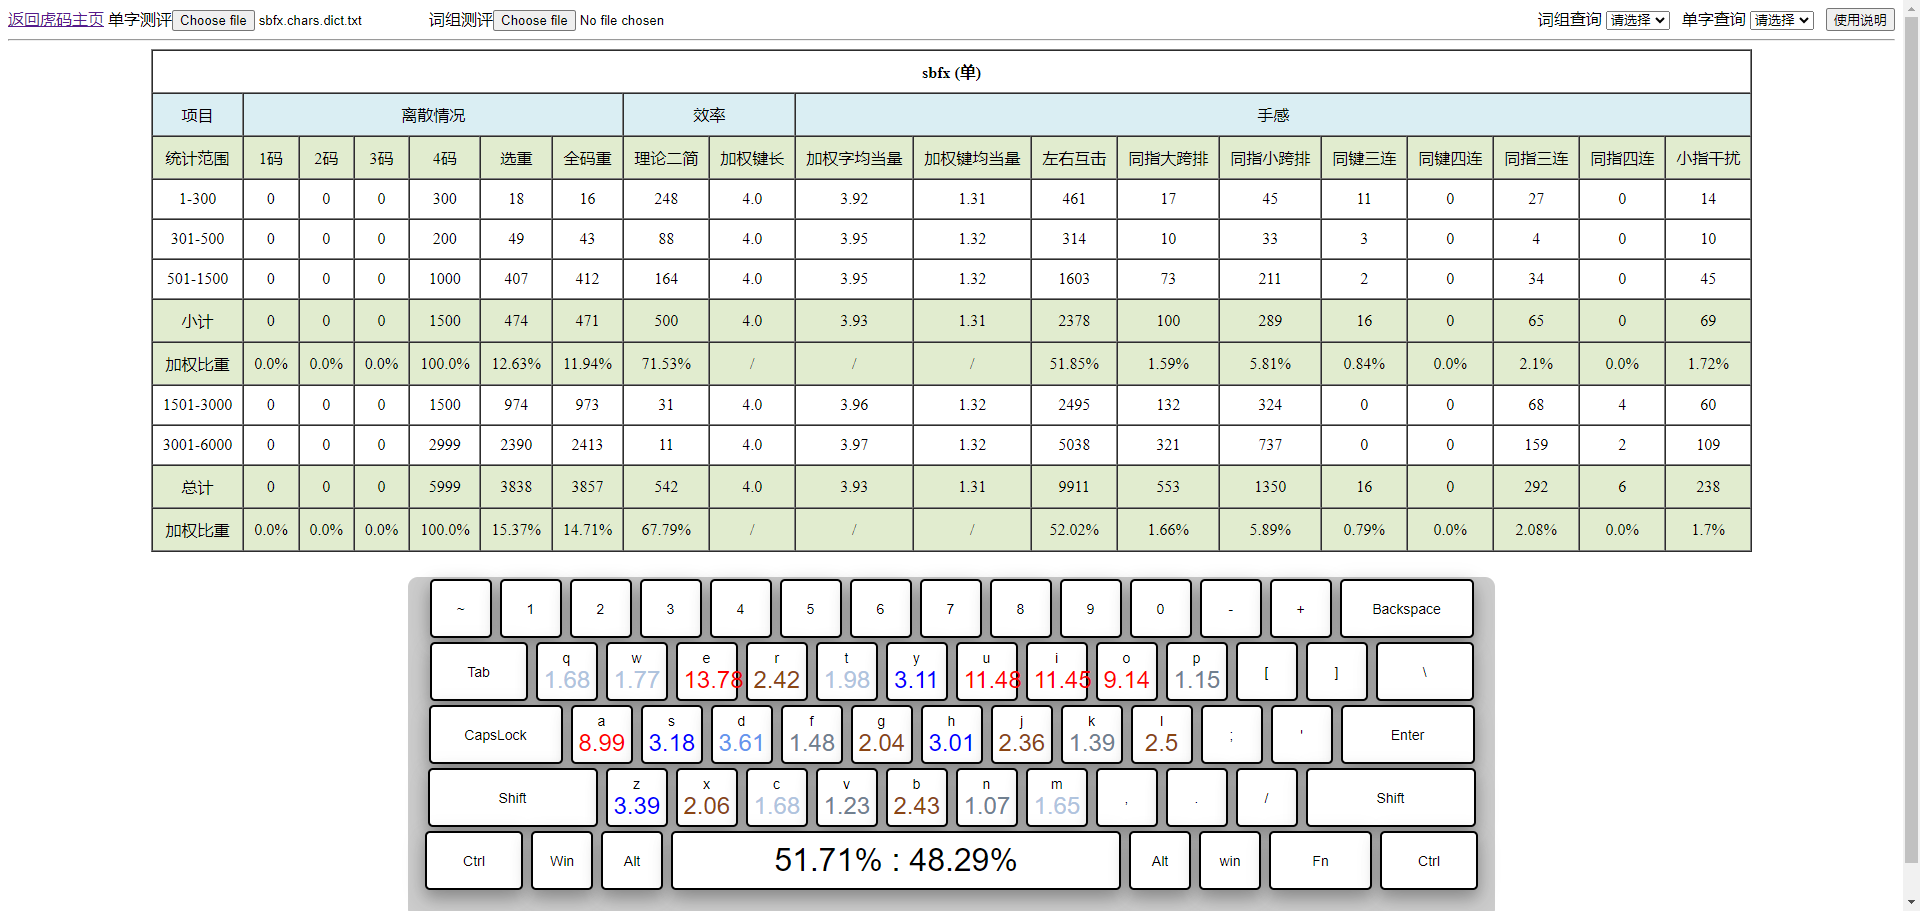 返回虎码主页 单字测评 Choose file sbfx.chars.dict.txt 词组测评 Choose file No file chosen 词组查询 请选择 单字查询 请选择 使用说明
sbfx (单)
项目 离散情况 效率 手感
统计范围 1码 2码 3码 4码 选重 全码重 理论二简 加权键长 加权字均当量 加权键均当量 左右互击 同指大跨排 同指小跨排 同键三连 同键四连 同指三连 同指四连 小指干扰
1-300 0 0 0 300 18 16 248 4.0 3.92 1.31 461 17 45 11 0 27 0 14
301-500 0 0 0 200 49 43 88 4.0 3.95 1.32 314 10 33 3 0 4 0 10
501-1500 0 0 0 1000 407 412 164 4.0 3.95 1.32 1603 73 211 2 0 34 0 45
小计 0 0 0 1500 474 471 500 4.0 3.93 1.31 2378 100 289 16 0 65 0 69
加权比重 0.0% 0.0% 0.0% 100.0% 12.63% 11.94% 71.53% / / / 51.85% 1.59% 5.81% 0.84% 0.0% 2.1% 0.0% 1.72%
1501-3000 0 0 0 1500 974 973 31 4.0 3.96 1.32 2495 132 324 0 0 68 4 60
3001-6000 0 0 0 2999 2390 2413 11 4.0 3.97 1.32 5038 321 737 0 0 159 2 109
总计 0 0 0 5999 3838 3857 542 4.0 3.93 1.31 9911 553 1350 16 0 292 6 238
加权比重 0.0% 0.0% 0.0% 100.0% 15.37% 14.71% 67.79% / / / 52.02% 1.66% 5.89% 0.79% 0.0% 2.08% 0.0% 1.7%
~ 1 2 3 4 5 6 7 8 9 0 - + Backspace
Tab q w e r t y u i o p [ ] \
1.68 1.77 13.78 2.42 1.98 3.11 11.48 11.45 9.14 1.15
CapsLock a s d f g h j k l ; ' Enter
8.99 3.18 3.61 1.48 2.04 3.01 2.36 1.39 2.5
Shift z x c v b n m , . / Shift
3.39 2.06 1.68 1.23 2.43 1.07 1.65
Ctrl Win Alt 51.71% : 48.29% Alt win Fn Ctrl